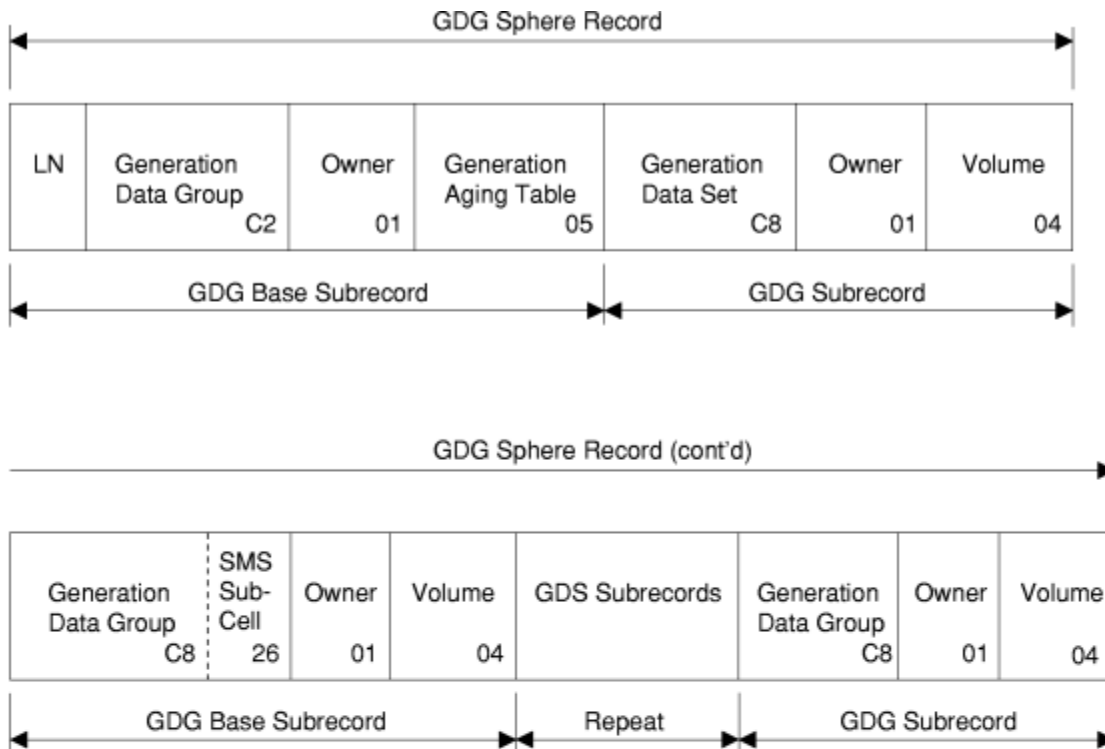 GDG Sphere Record
LN
Generation
Data Group
C2
Owner
01
Generation
Aging Table
05
Generation
Data Set
C8
Owner
01
Volume
04
GDG Base Subrecord
GDG Subrecord
GDG Sphere Record (cont'd)
Generation
Data Group
C8
SMS
Sub-
Cell
26
Owner
01
Volume
04
GDS Subrecords
Generation
Data Group
C8
Owner
01
Volume
04
GDG Base Subrecord
Repeat
GDG Subrecord